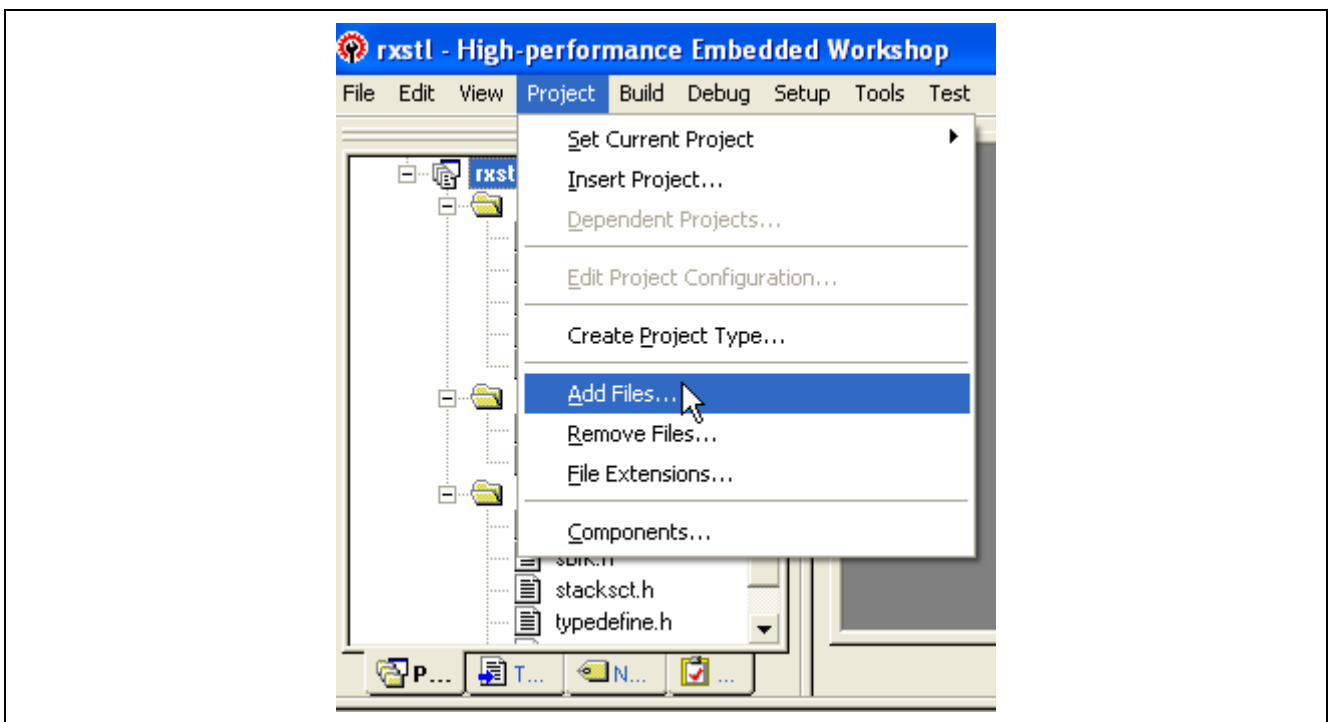 rxstl - High-performance Embedded Workshop
File Edit View Project Build Debug Setup Tools Test
Set Current Project
rxst
Insert Project...
Dependent Projects...
Edit Project Configuration...
Create Project Type...
Add Files...
Remove Files...
File Extensions...
Components...
stacksct.h
typedefine.h
P... T... N... ...